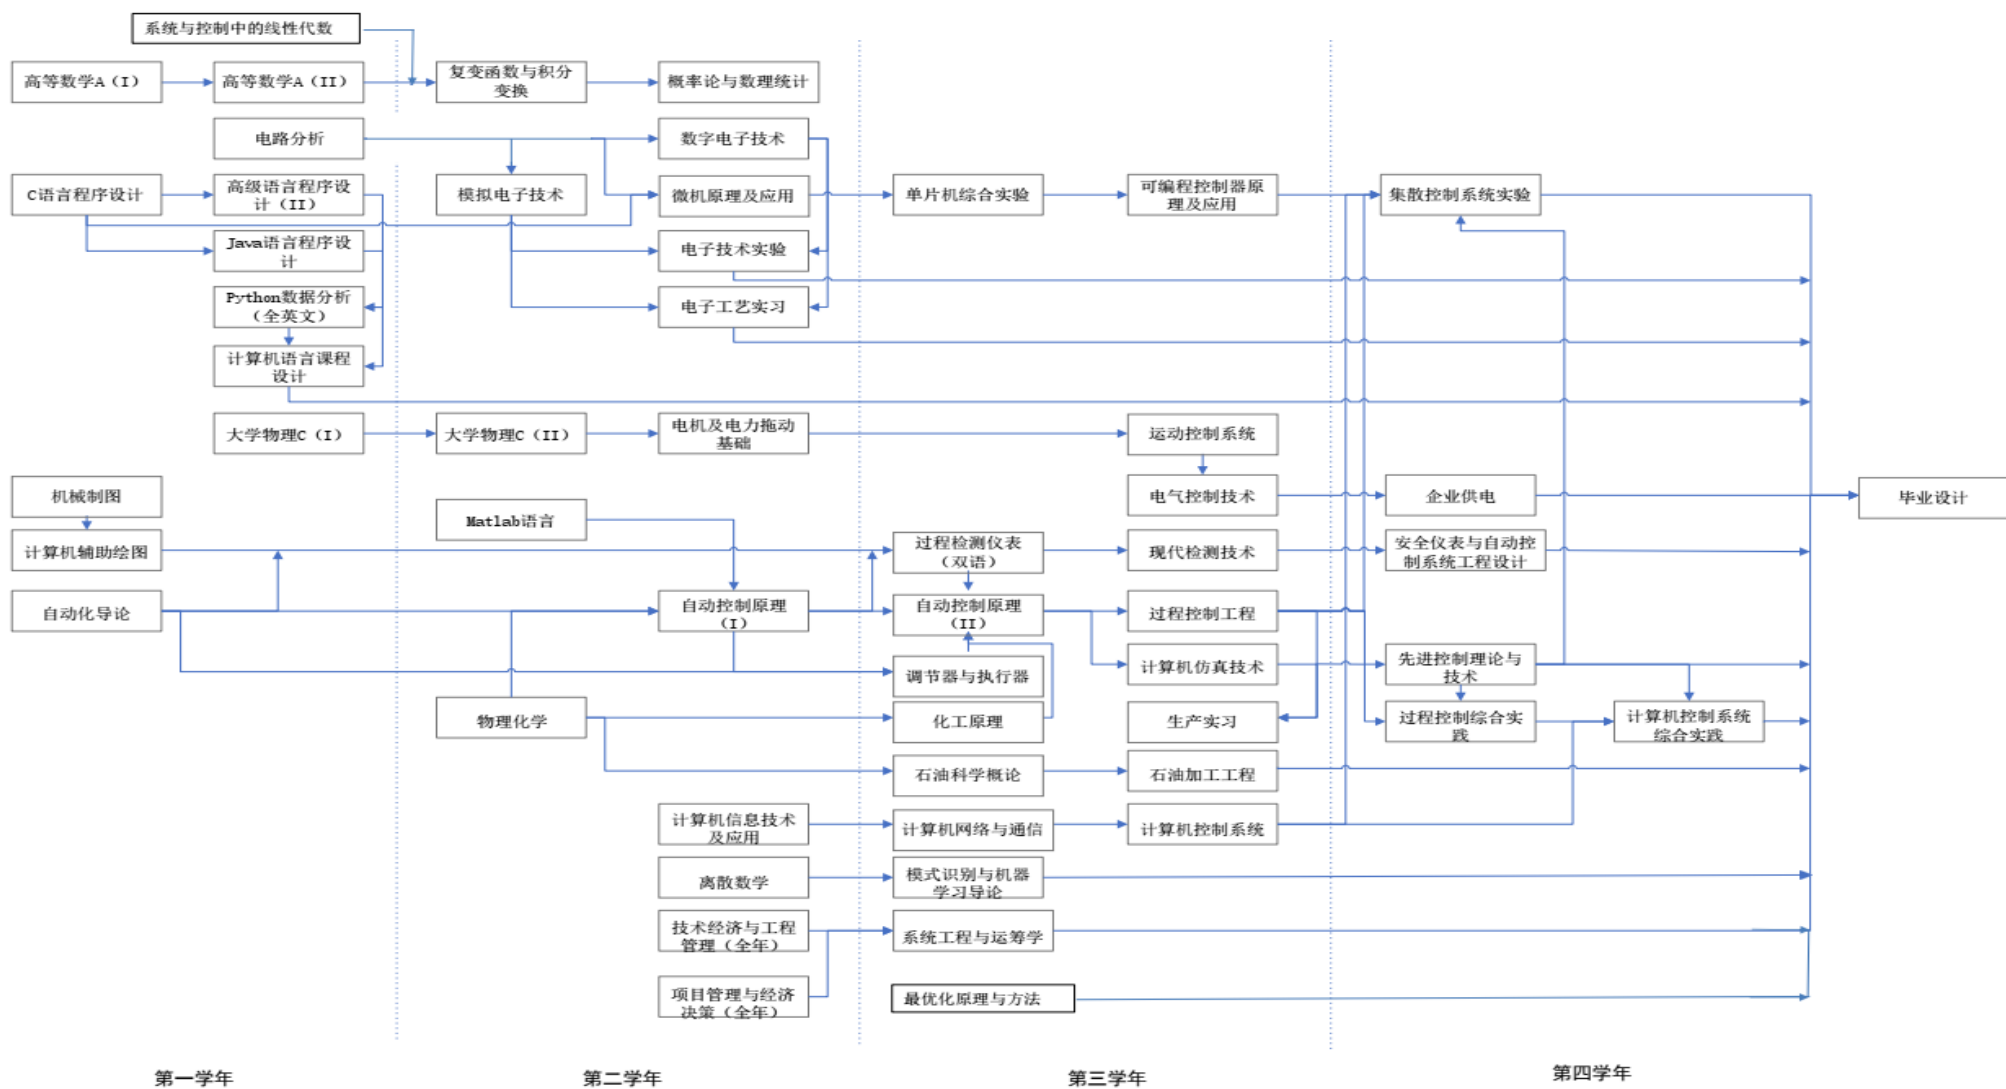 系统与控制中的线性代数
高等数学A（I）
高等数学A（II）
复变函数与积分
变换
概率论与数理统计
电路分析
数字电子技术
C语言程序设计
高级语言程序设
计（II）
模拟电子技术
微机原理及应用
单片机综合实验
可编程控制器原
理及应用
集散控制系统实验
Java语言程序设
计
电子技术实验
Python数据分析
（全英文）
电子工艺实习
计算机语言课程
设计
大学物理C（I）
大学物理C（II）
电机及电力拖动
基础
运动控制系统
机械制图
电气控制技术
企业供电
毕业设计
Matlab语言
计算机辅助绘图
过程检测仪表
（双语）
现代检测技术
安全仪表与自动控
制系统工程设计
自动化导论
自动控制原理
（I）
自动控制原理
（II）
过程控制工程
调节器与执行器
计算机仿真技术
先进控制理论与
技术
物理化学
化工原理
生产实习
过程控制综合实
践
计算机控制系统
综合实践
石油科学概论
石油加工工程
计算机信息技术
及应用
计算机网络与通信
计算机控制系统
离散数学
模式识别与机器
学习导论
技术经济与工程
管理（全年）
系统工程与运筹学
项目管理与经济
决策（全年）
最优化原理与方法
第一学年
第二学年
第三学年
第四学年